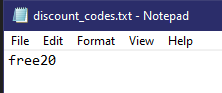 discount_codes.txt - Notepad
File Edit Format View Help
free20